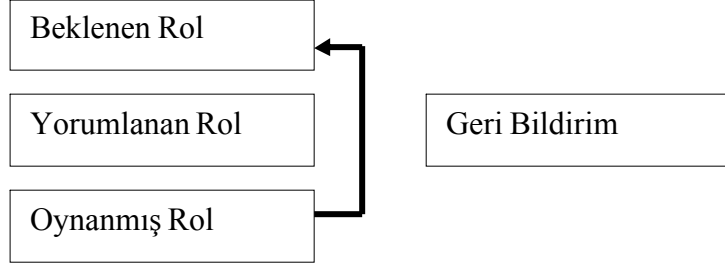 Beklenen Rol
Yorumlanan Rol
Geri Bildirim
Oynanmış Rol